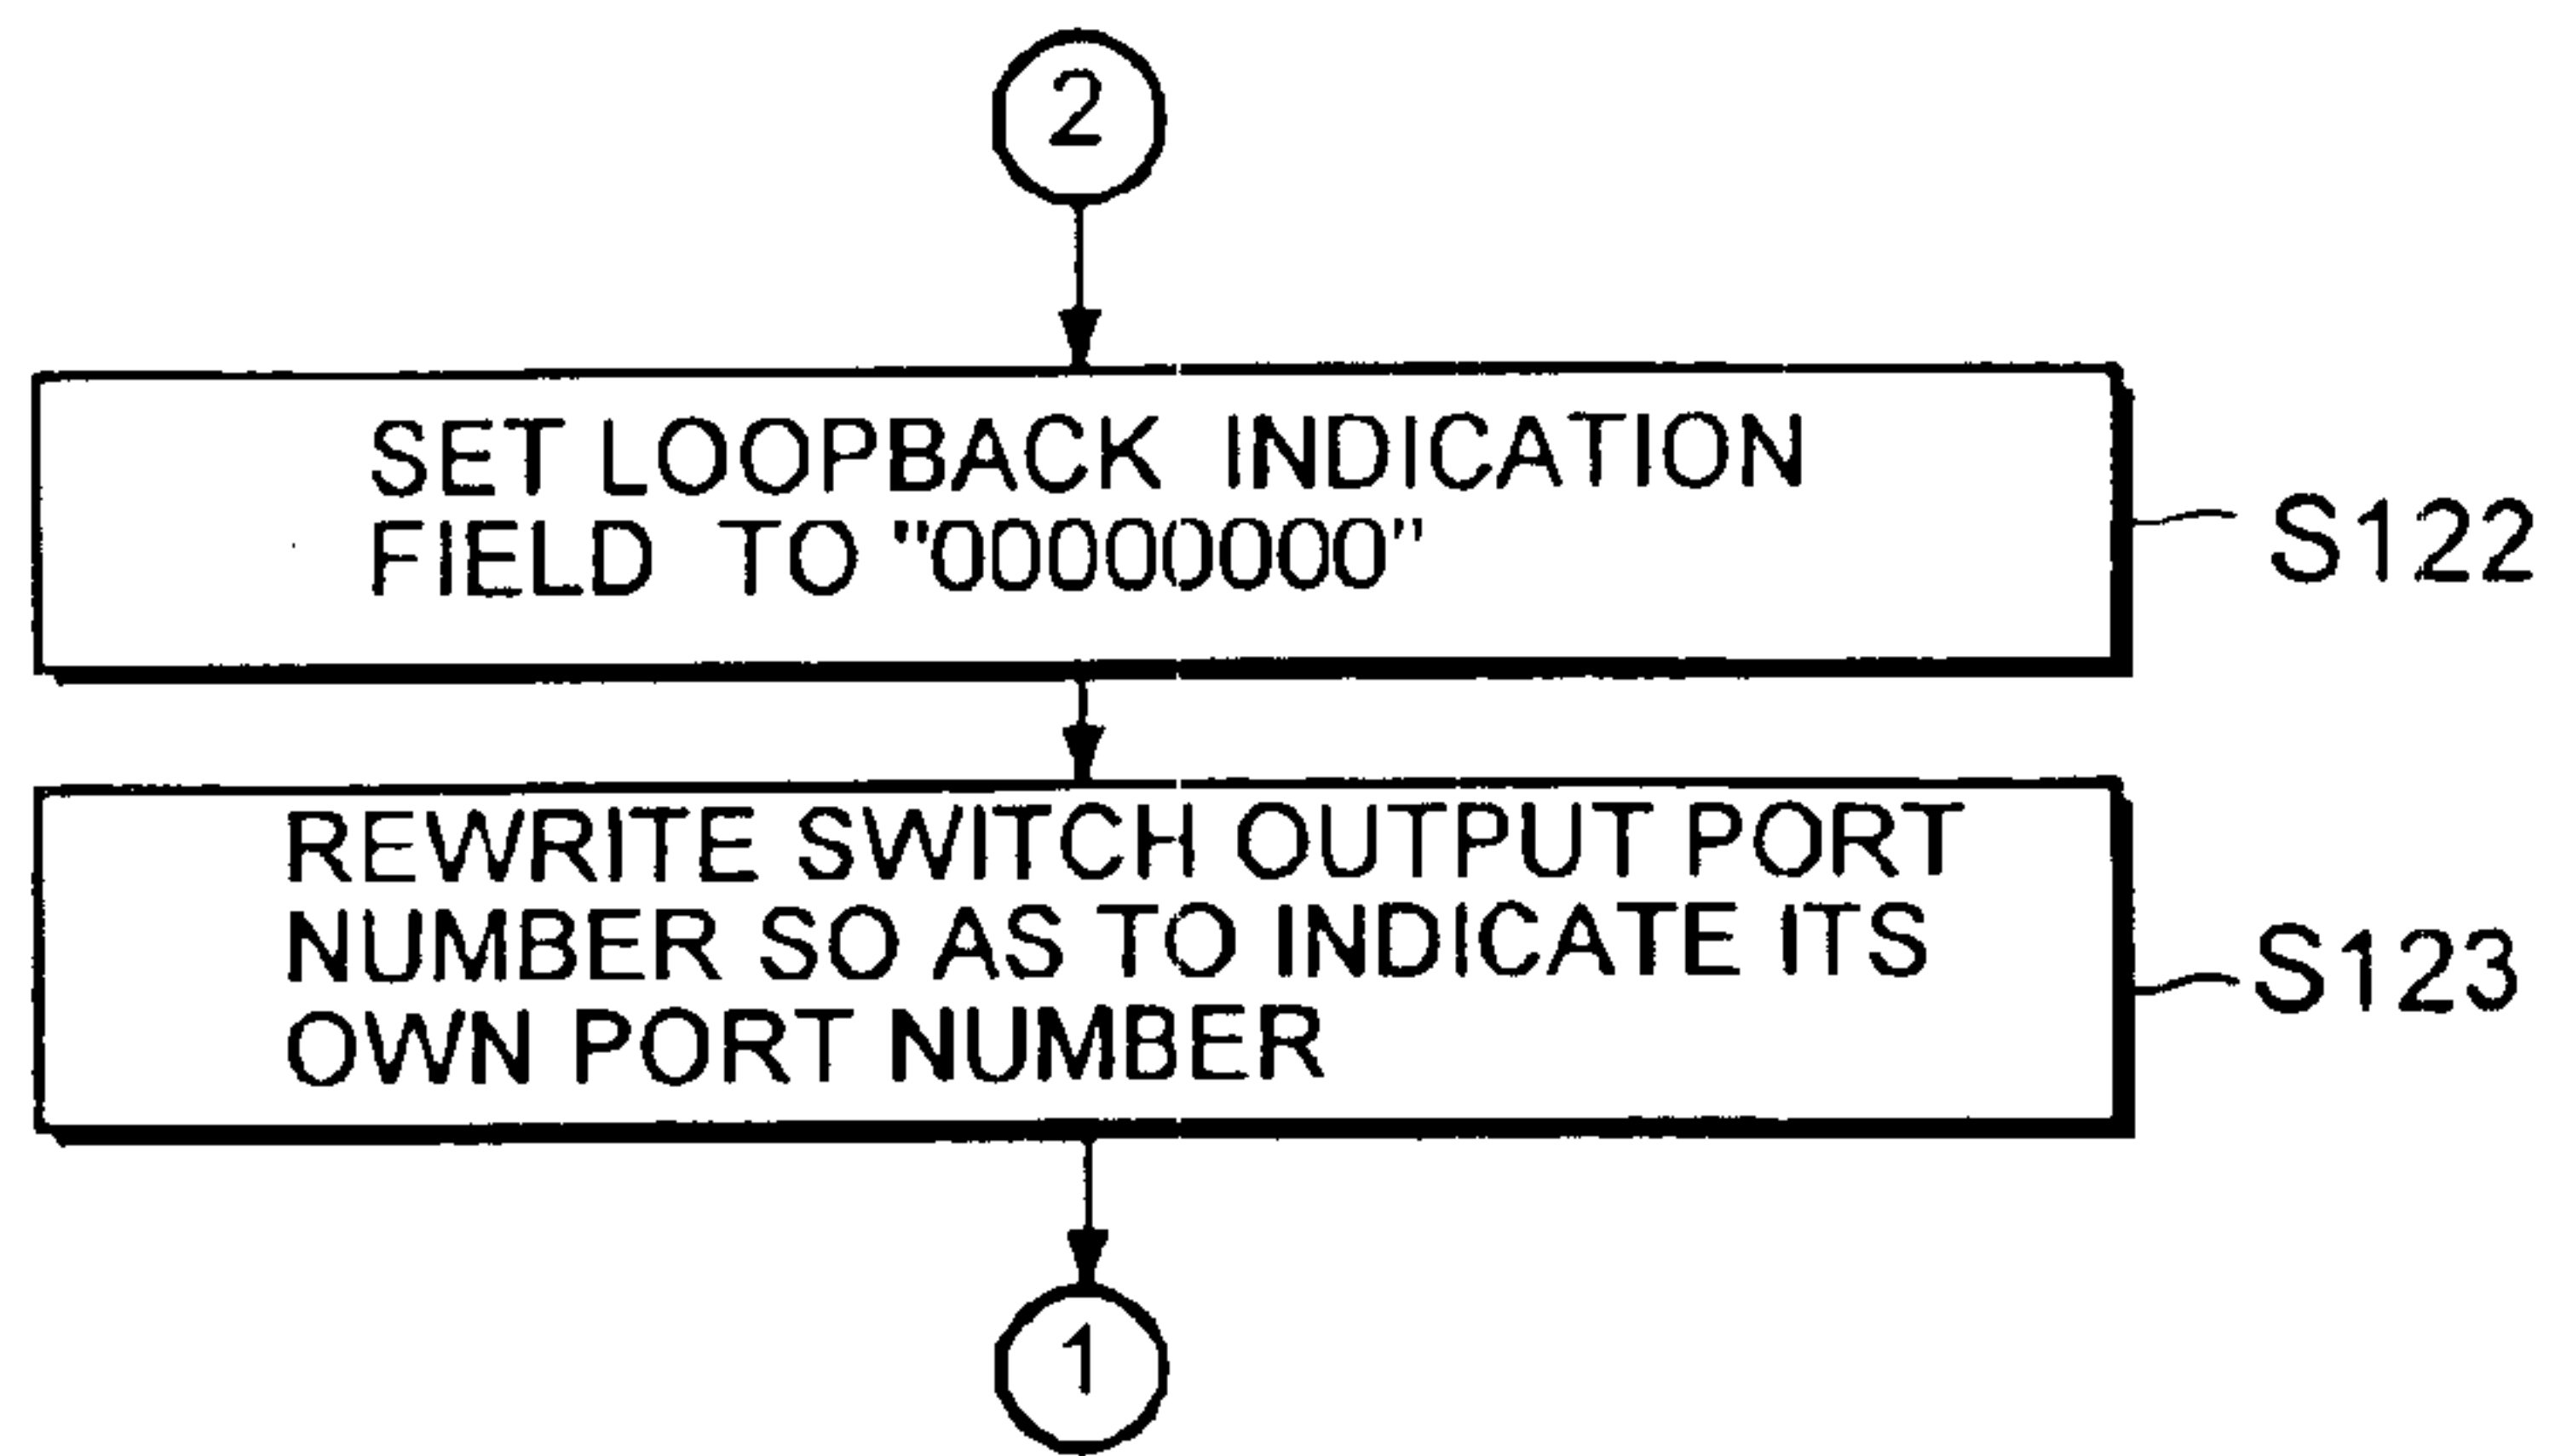 2
SET LOOPBACK INDICATION
FIELD TO "00000000"
S122
REWRITE SWITCH OUTPUT PORT
NUMBER SO AS TO INDICATE ITS
OWN PORT NUMBER
S123
1